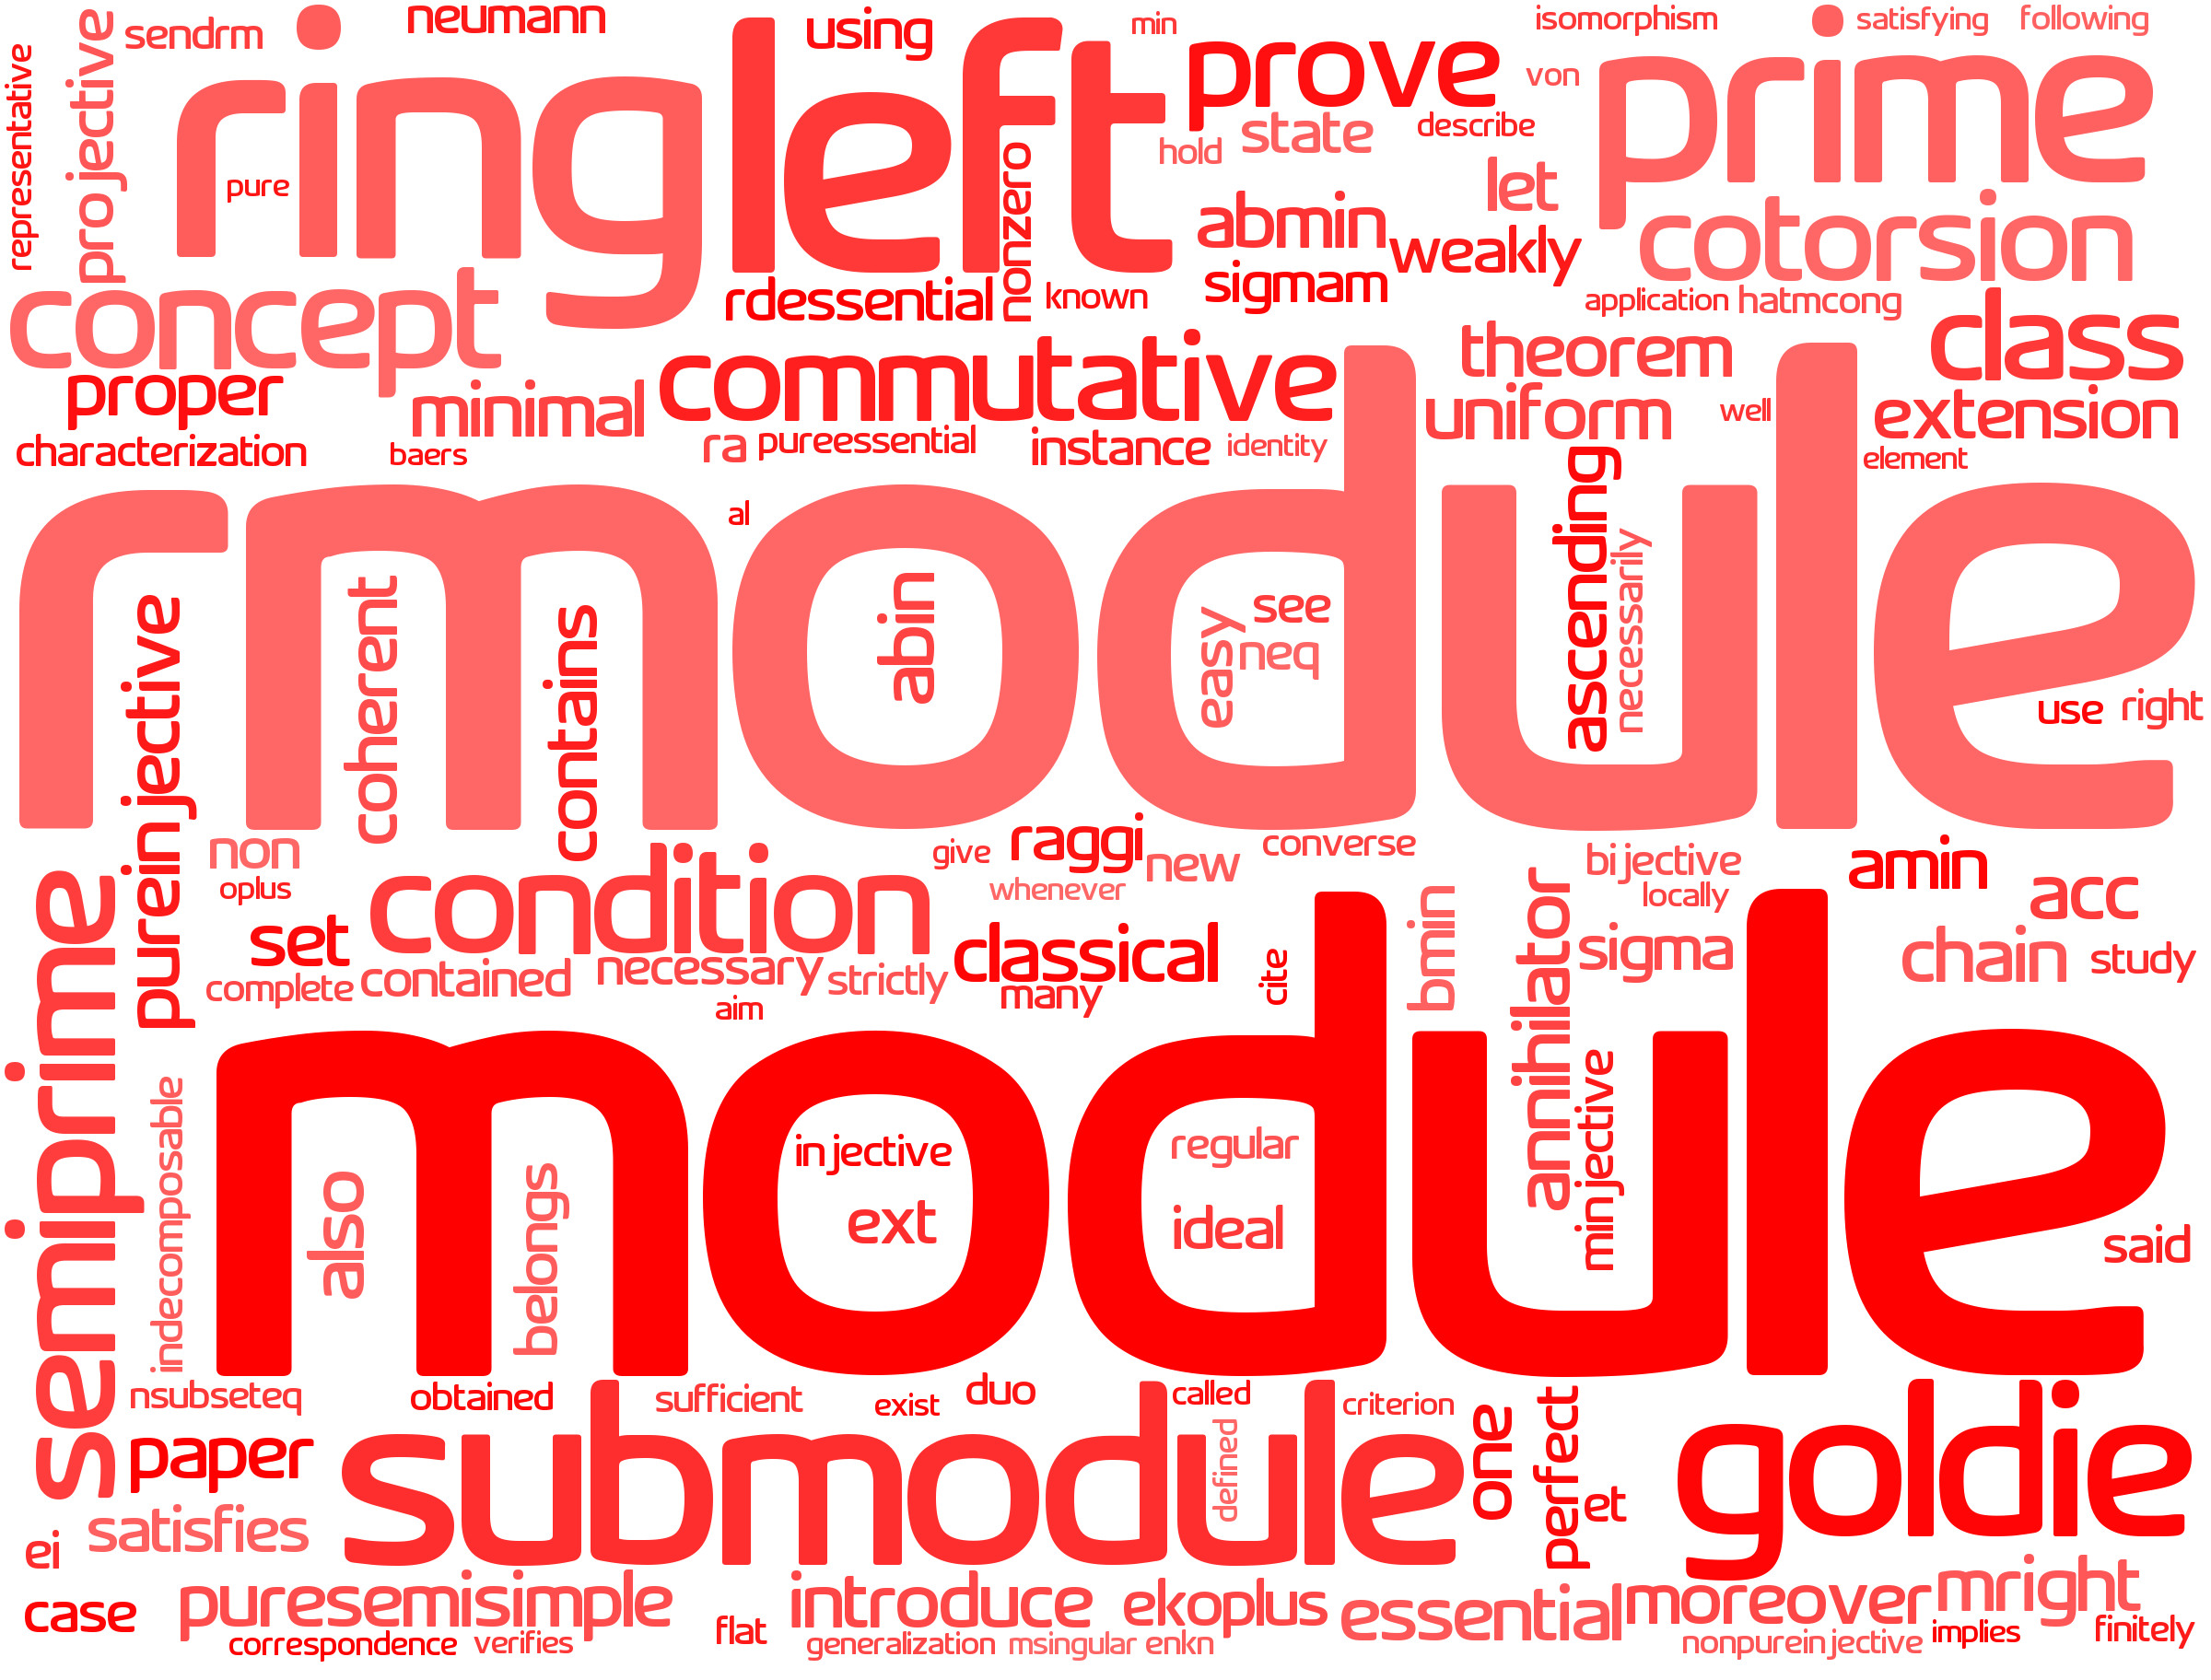 sendrm
neumann
using
min
isomorphism
satisfying
following
representative
projective
ring
left
prove
von
prime
pure
nonzero
hold
state
describe
let
abmin
weakly
cotorsion
concept
rdessential
known
sigmam
application
hatmcong
class
proper
minimal
commutative
theorem
uniform
well
extension
characterization
baers
ra
pureessential
instance
identity
element
rmodule
al
pureinjective
coherent
contains
abin
easy
see
neq
ascending
necessarily
use
right
non
oplus
condition
give
raggi
whenever
new
converse
bijective
locally
amin
acc
semiprime
set
complete
contained
necessary
strictly
classical
many
aim
cite
bmin
annihilator
sigma
chain
study
module
indecomposable
also
belongs
injective
ext
regular
ideal
minjective
said
nsubseteq
obtained
sufficient
exist
duo
called
criterion
paper
submodule
defined
one
perfect
et
goldie
satisfies
ei
case
puresemisimple
introduce
ekoplus
essential
moreover
mright
correspondence
verifies
flat
generalization
msingular
enkn
nonpureinjective
implies
finitely